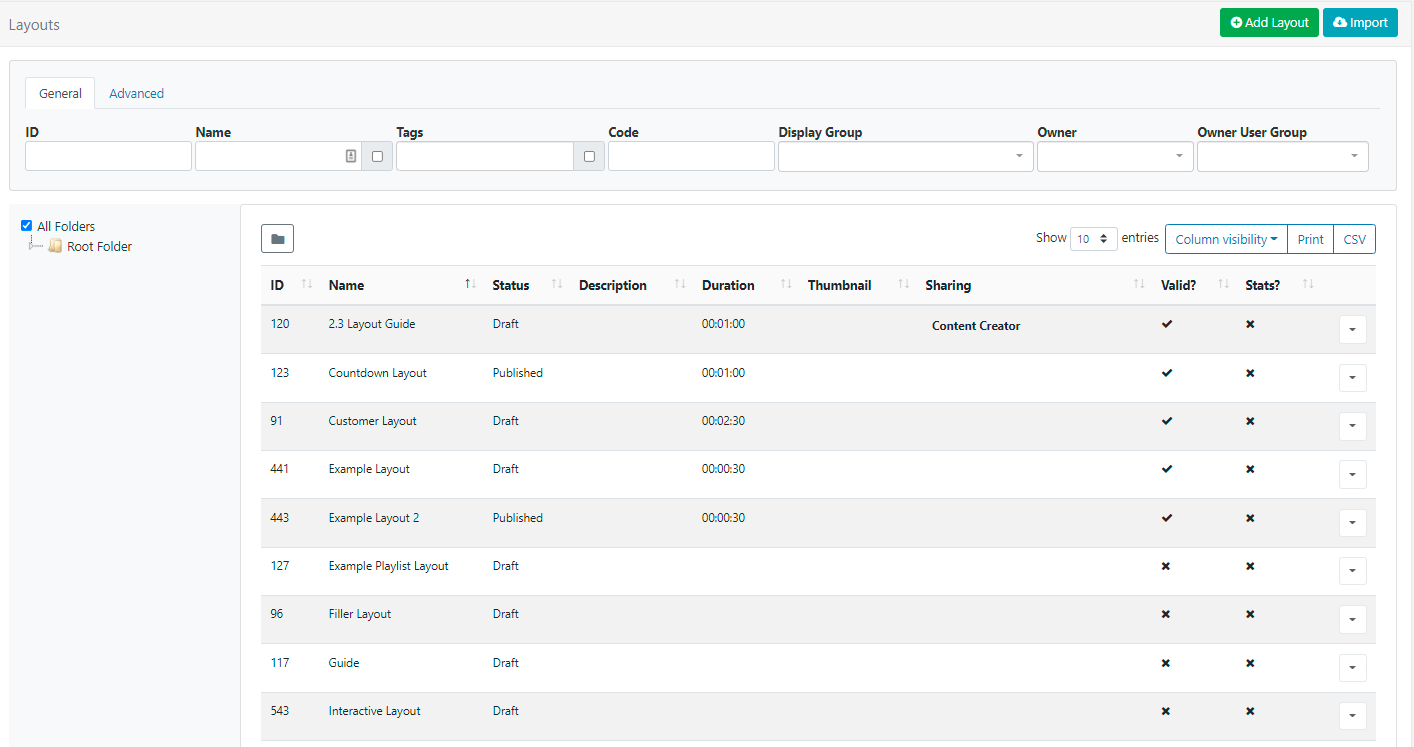 Layouts
Add Layout Import
General Advanced
ID Name Tags Code Display Group Owner Owner User Group
All Folders
Root Folder
Show 10 entries Column visibility Print CSV
ID Name Status Description Duration Thumbnail Sharing Valid? Stats?
120 2.3 Layout Guide Draft 00:01:00 Content Creator
123 Countdown Layout Published 00:01:00
91 Customer Layout Draft 00:02:30
441 Example Layout Draft 00:00:30
443 Example Layout 2 Published 00:00:30
127 Example Playlist Layout Draft
96 Filler Layout Draft
117 Guide Draft
543 Interactive Layout Draft